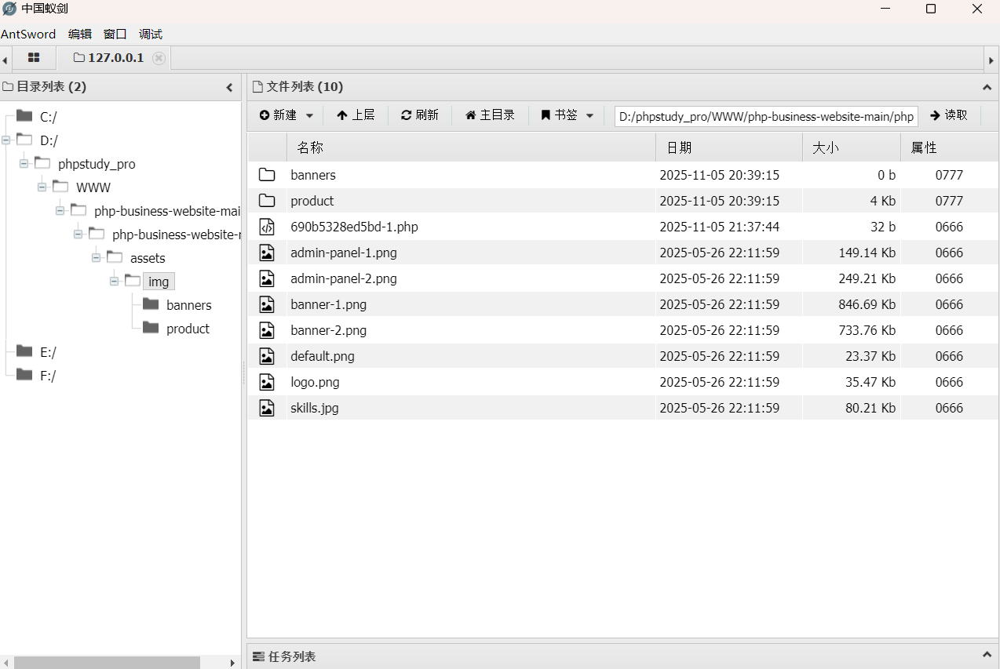 中国蚁剑
AntSword 编辑 窗口 调试
127.0.0.1
目录列表 (2)
C:/
D:/
phpstudy_pro
WWW
php-business-website-mai
php-business-website-
assets
img
banners
product
E:/
F:/
文件列表 (10)
新建 上层 刷新 主目录 书签 D:/phpstudy_pro/WWW/php-business-website-main/php 读取
名称 日期 大小 属性
banners 2025-11-05 20:39:15 0 b 0777
product 2025-11-05 20:39:15 4 Kb 0777
690b5328ed5bd-1.php 2025-11-05 21:37:44 32 b 0666
admin-panel-1.png 2025-05-26 22:11:59 149.14 Kb 0666
admin-panel-2.png 2025-05-26 22:11:59 249.21 Kb 0666
banner-1.png 2025-05-26 22:11:59 846.69 Kb 0666
banner-2.png 2025-05-26 22:11:59 733.76 Kb 0666
default.png 2025-05-26 22:11:59 23.37 Kb 0666
logo.png 2025-05-26 22:11:59 35.47 Kb 0666
skills.jpg 2025-05-26 22:11:59 80.21 Kb 0666
任务列表